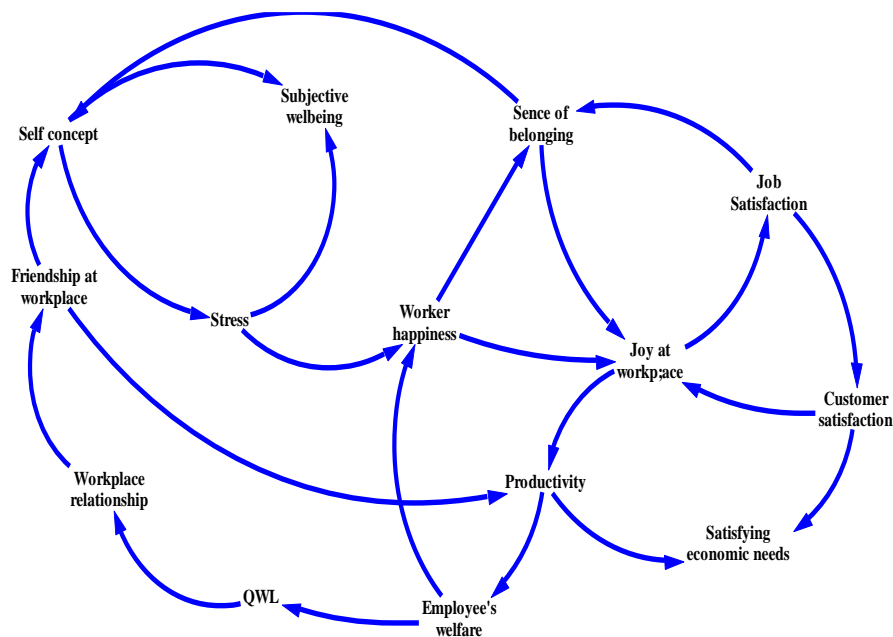 Subjective
welbeing
Self concept
Sence of
belonging
Job
Satisfaction
Friendship at
workplace
Stress
Worker
happiness
Joy at
workp;ace
Customer
satisfaction
Workplace
relationship
Productivity
Satisfying
economic needs
QWL
Employee's
welfare